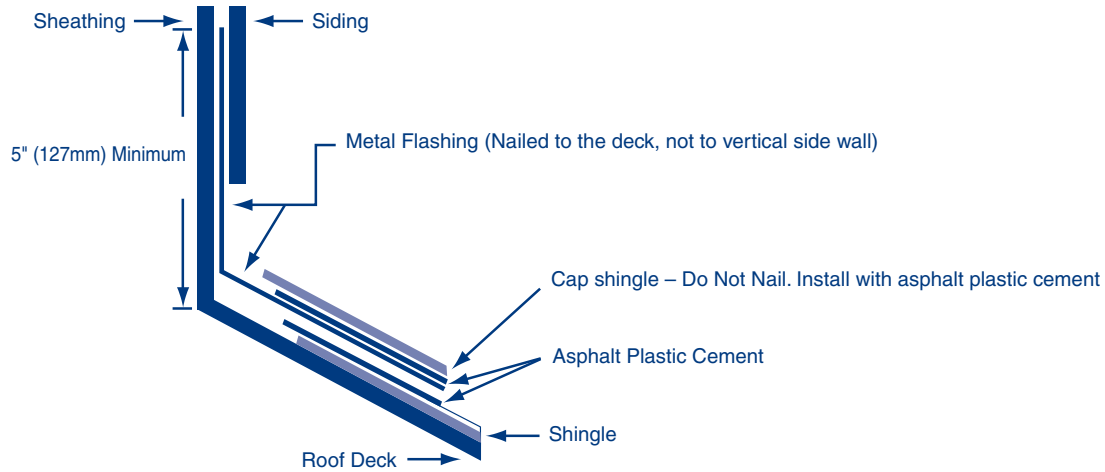 Sheathing
Siding
Metal Flashing (Nailed to the deck, not to vertical side wall)
5" (127mm) Minimum
Cap shingle – Do Not Nail. Install with asphalt plastic cement
Asphalt Plastic Cement
Shingle
Roof Deck